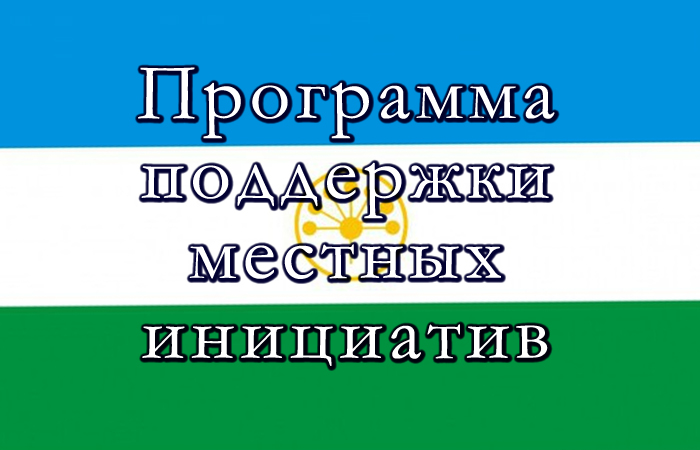 Программа
поддержки
местных
инициатив